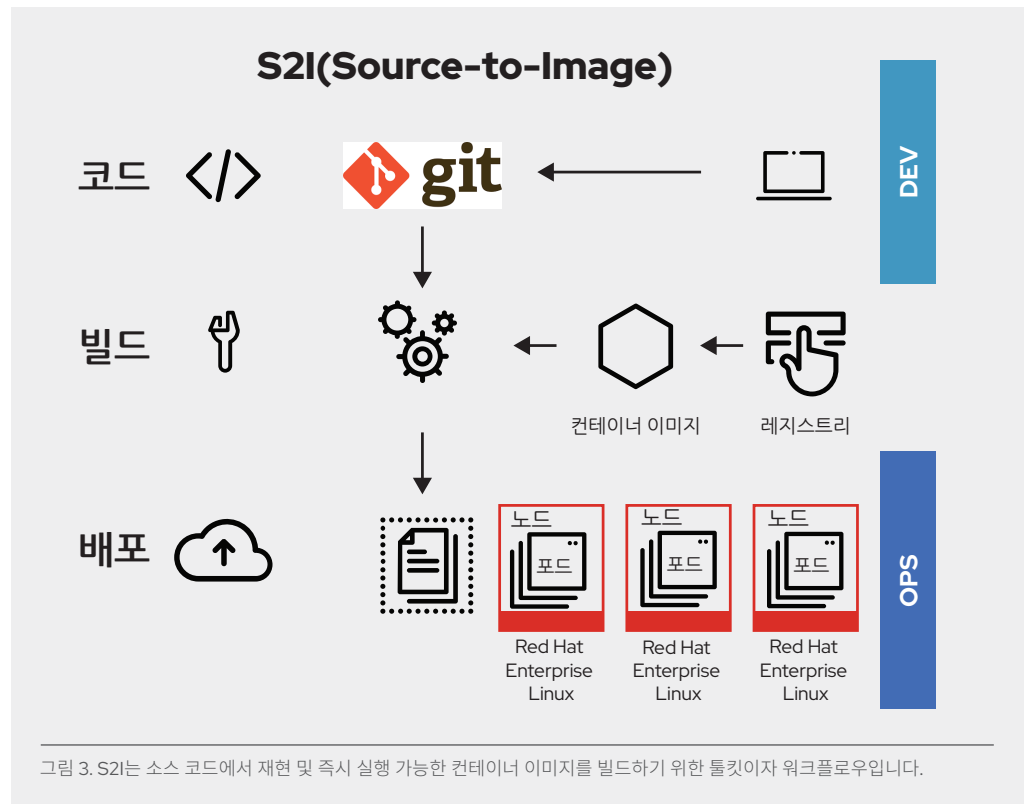 S2I(Source-to-Image)
코드
git
DEV
빌드
컨테이너 이미지
레지스트리
배포
노드
포드
Red Hat
Enterprise
Linux
노드
포드
Red Hat
Enterprise
Linux
노드
포드
Red Hat
Enterprise
Linux
OPS
그림 3. S2I는 소스 코드에서 재현 및 즉시 실행 가능한 컨테이너 이미지를 빌드하기 위한 툴킷이자 워크플로우입니다.